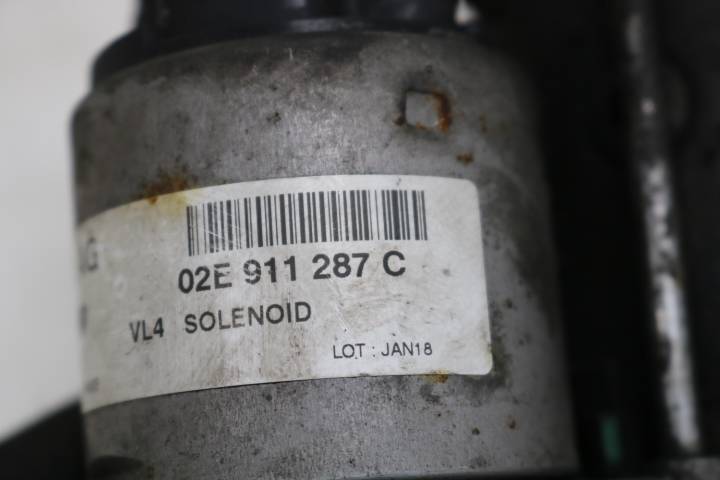 02E 911 287 C
VL4 SOLENOID
LOT : JAN18